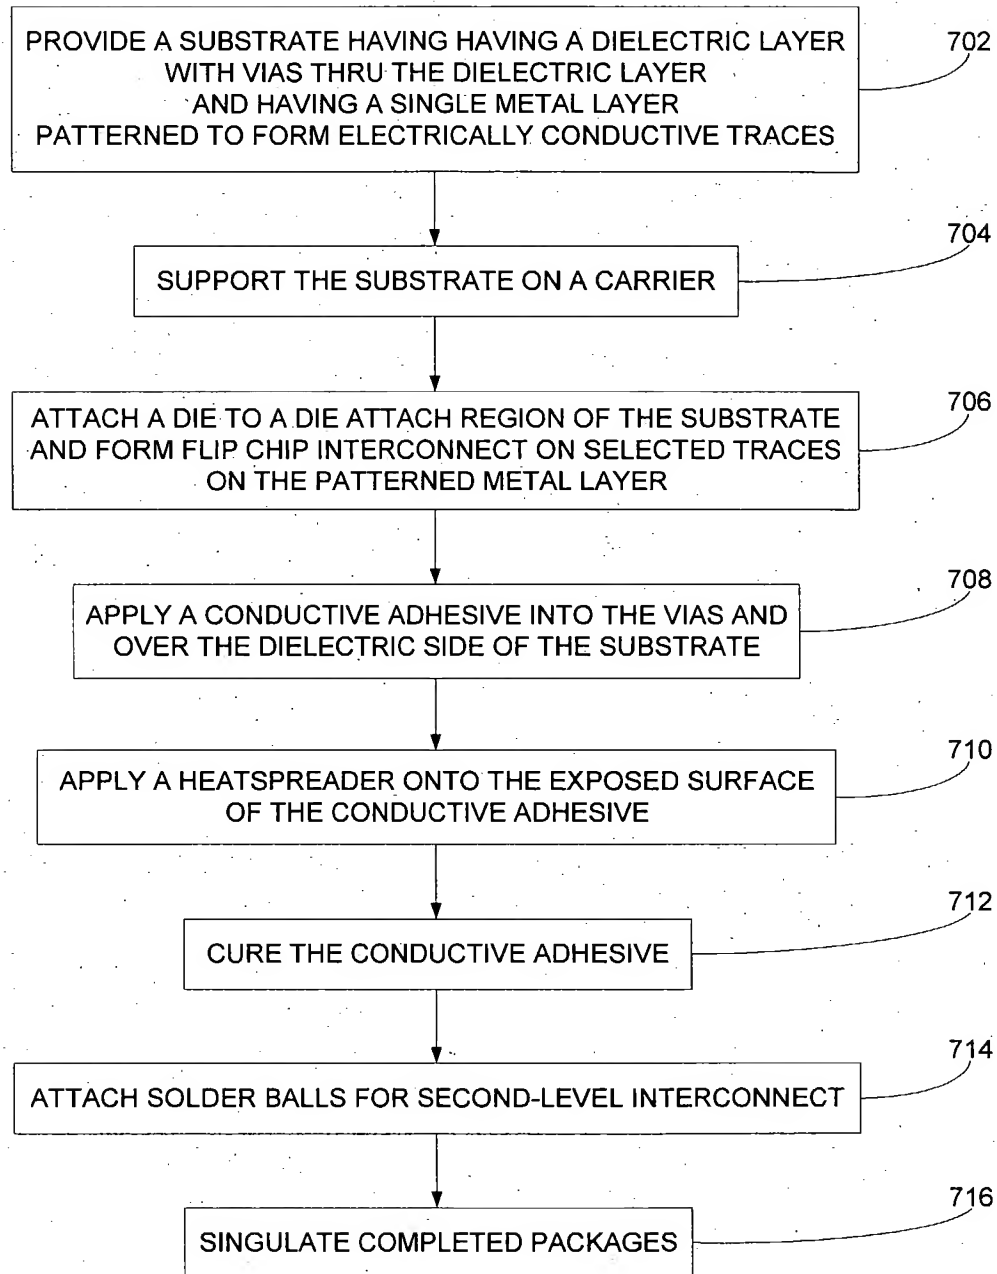 PROVIDE A SUBSTRATE HAVING HAVING A DIELECTRIC LAYER
WITH VIAS THRU THE DIELECTRIC LAYER
AND HAVING A SINGLE METAL LAYER
PATTERNED TO FORM ELECTRICALLY CONDUCTIVE TRACES
702
SUPPORT THE SUBSTRATE ON A CARRIER
704
ATTACH A DIE TO A DIE ATTACH REGION OF THE SUBSTRATE
AND FORM FLIP CHIP INTERCONNECT ON SELECTED TRACES
ON THE PATTERNED METAL LAYER
706
APPLY A CONDUCTIVE ADHESIVE INTO THE VIAS AND
OVER THE DIELECTRIC SIDE OF THE SUBSTRATE
708
APPLY A HEATSPREADER ONTO THE EXPOSED SURFACE
OF THE CONDUCTIVE ADHESIVE
710
CURE THE CONDUCTIVE ADHESIVE
712
ATTACH SOLDER BALLS FOR SECOND-LEVEL INTERCONNECT
714
SINGULATE COMPLETED PACKAGES
716